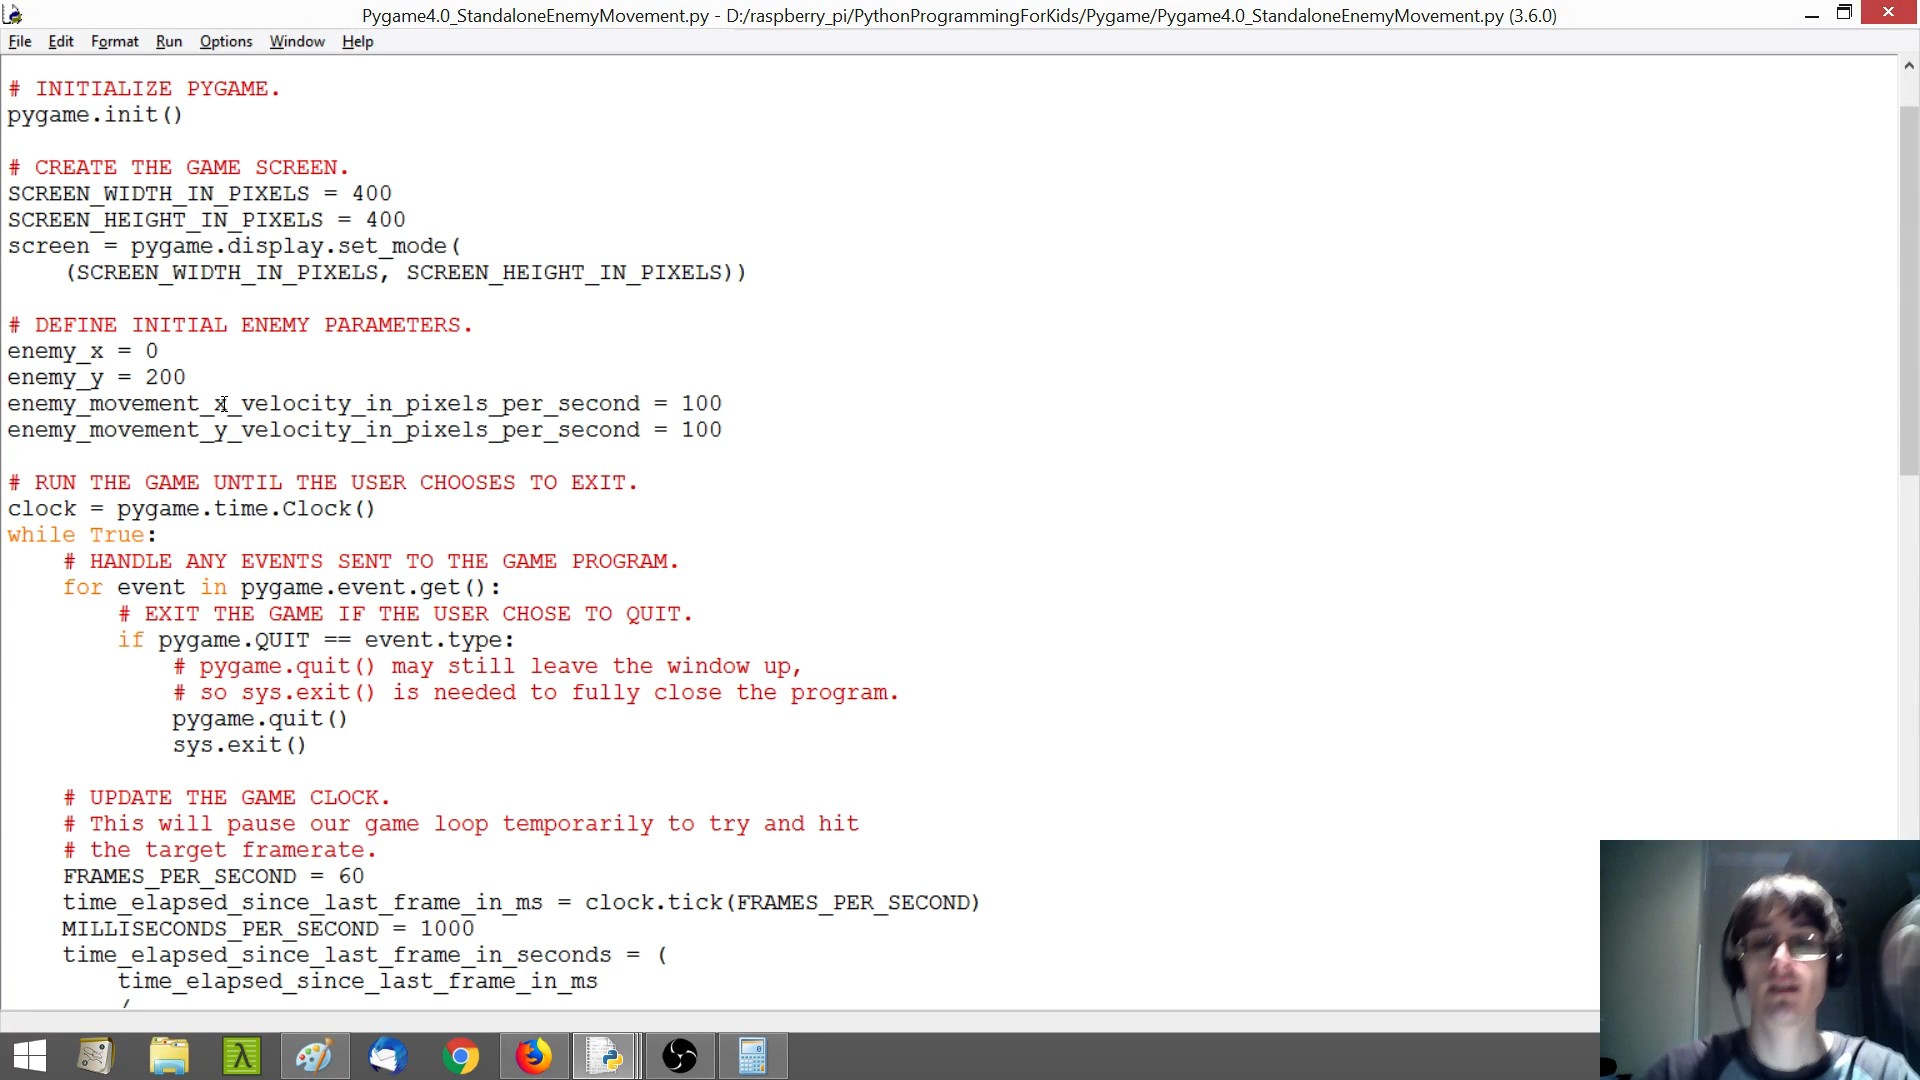 Pygame4.0_StandaloneEnemyMovement.py - D:/raspberry_pi/PythonProgrammingForKids/Pygame/Pygame4.0_StandaloneEnemyMovement.py (3.6.0)
File Edit Format Run Options Window Help
# INITIALIZE PYGAME.
pygame.init()
# CREATE THE GAME SCREEN.
SCREEN_WIDTH_IN_PIXELS = 400
SCREEN_HEIGHT_IN_PIXELS = 400
screen = pygame.display.set_mode(
    (SCREEN_WIDTH_IN_PIXELS, SCREEN_HEIGHT_IN_PIXELS))
# DEFINE INITIAL ENEMY PARAMETERS.
enemy_x = 0
enemy_y = 200
enemy_movement_x_velocity_in_pixels_per_second = 100
enemy_movement_y_velocity_in_pixels_per_second = 100
# RUN THE GAME UNTIL THE USER CHOOSES TO EXIT.
clock = pygame.time.Clock()
while True:
    # HANDLE ANY EVENTS SENT TO THE GAME PROGRAM.
    for event in pygame.event.get():
        # EXIT THE GAME IF THE USER CHOSE TO QUIT.
        if pygame.QUIT == event.type:
            # pygame.quit() may still leave the window up,
            # so sys.exit() is needed to fully close the program.
            pygame.quit()
            sys.exit()
    # UPDATE THE GAME CLOCK.
    # This will pause our game loop temporarily to try and hit
    # the target framerate.
    FRAMES_PER_SECOND = 60
    time_elapsed_since_last_frame_in_ms = clock.tick(FRAMES_PER_SECOND)
    MILLISECONDS_PER_SECOND = 1000
    time_elapsed_since_last_frame_in_seconds = (
        time_elapsed_since_last_frame_in_ms
        /